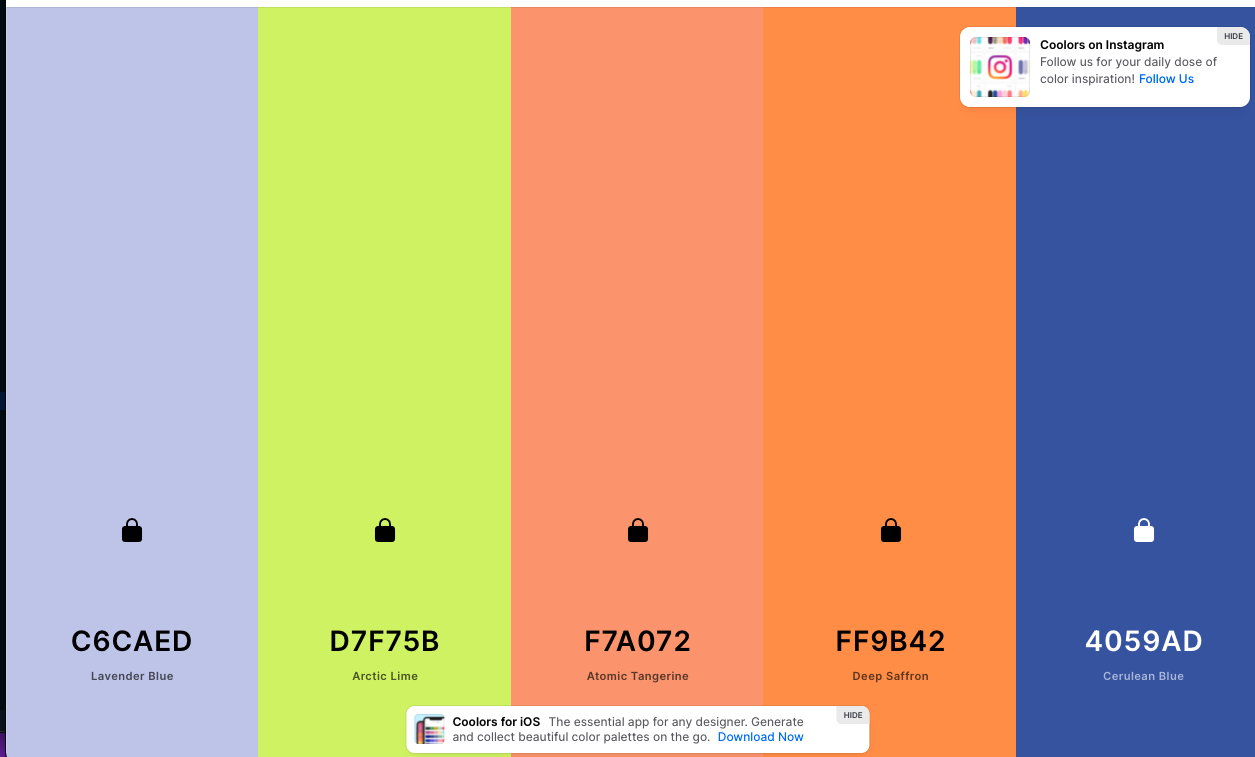 HIDE
Coolors on Instagram
Follow us for your daily dose of
color inspiration! Follow Us
C6CAED
Lavender Blue
D7F75B
Arctic Lime
F7A072
Atomic Tangerine
FF9B42
Deep Saffron
4059AD
Cerulean Blue
HIDE
Coolors for iOS The essential app for any designer. Generate
and collect beautiful color palettes on the go. Download Now